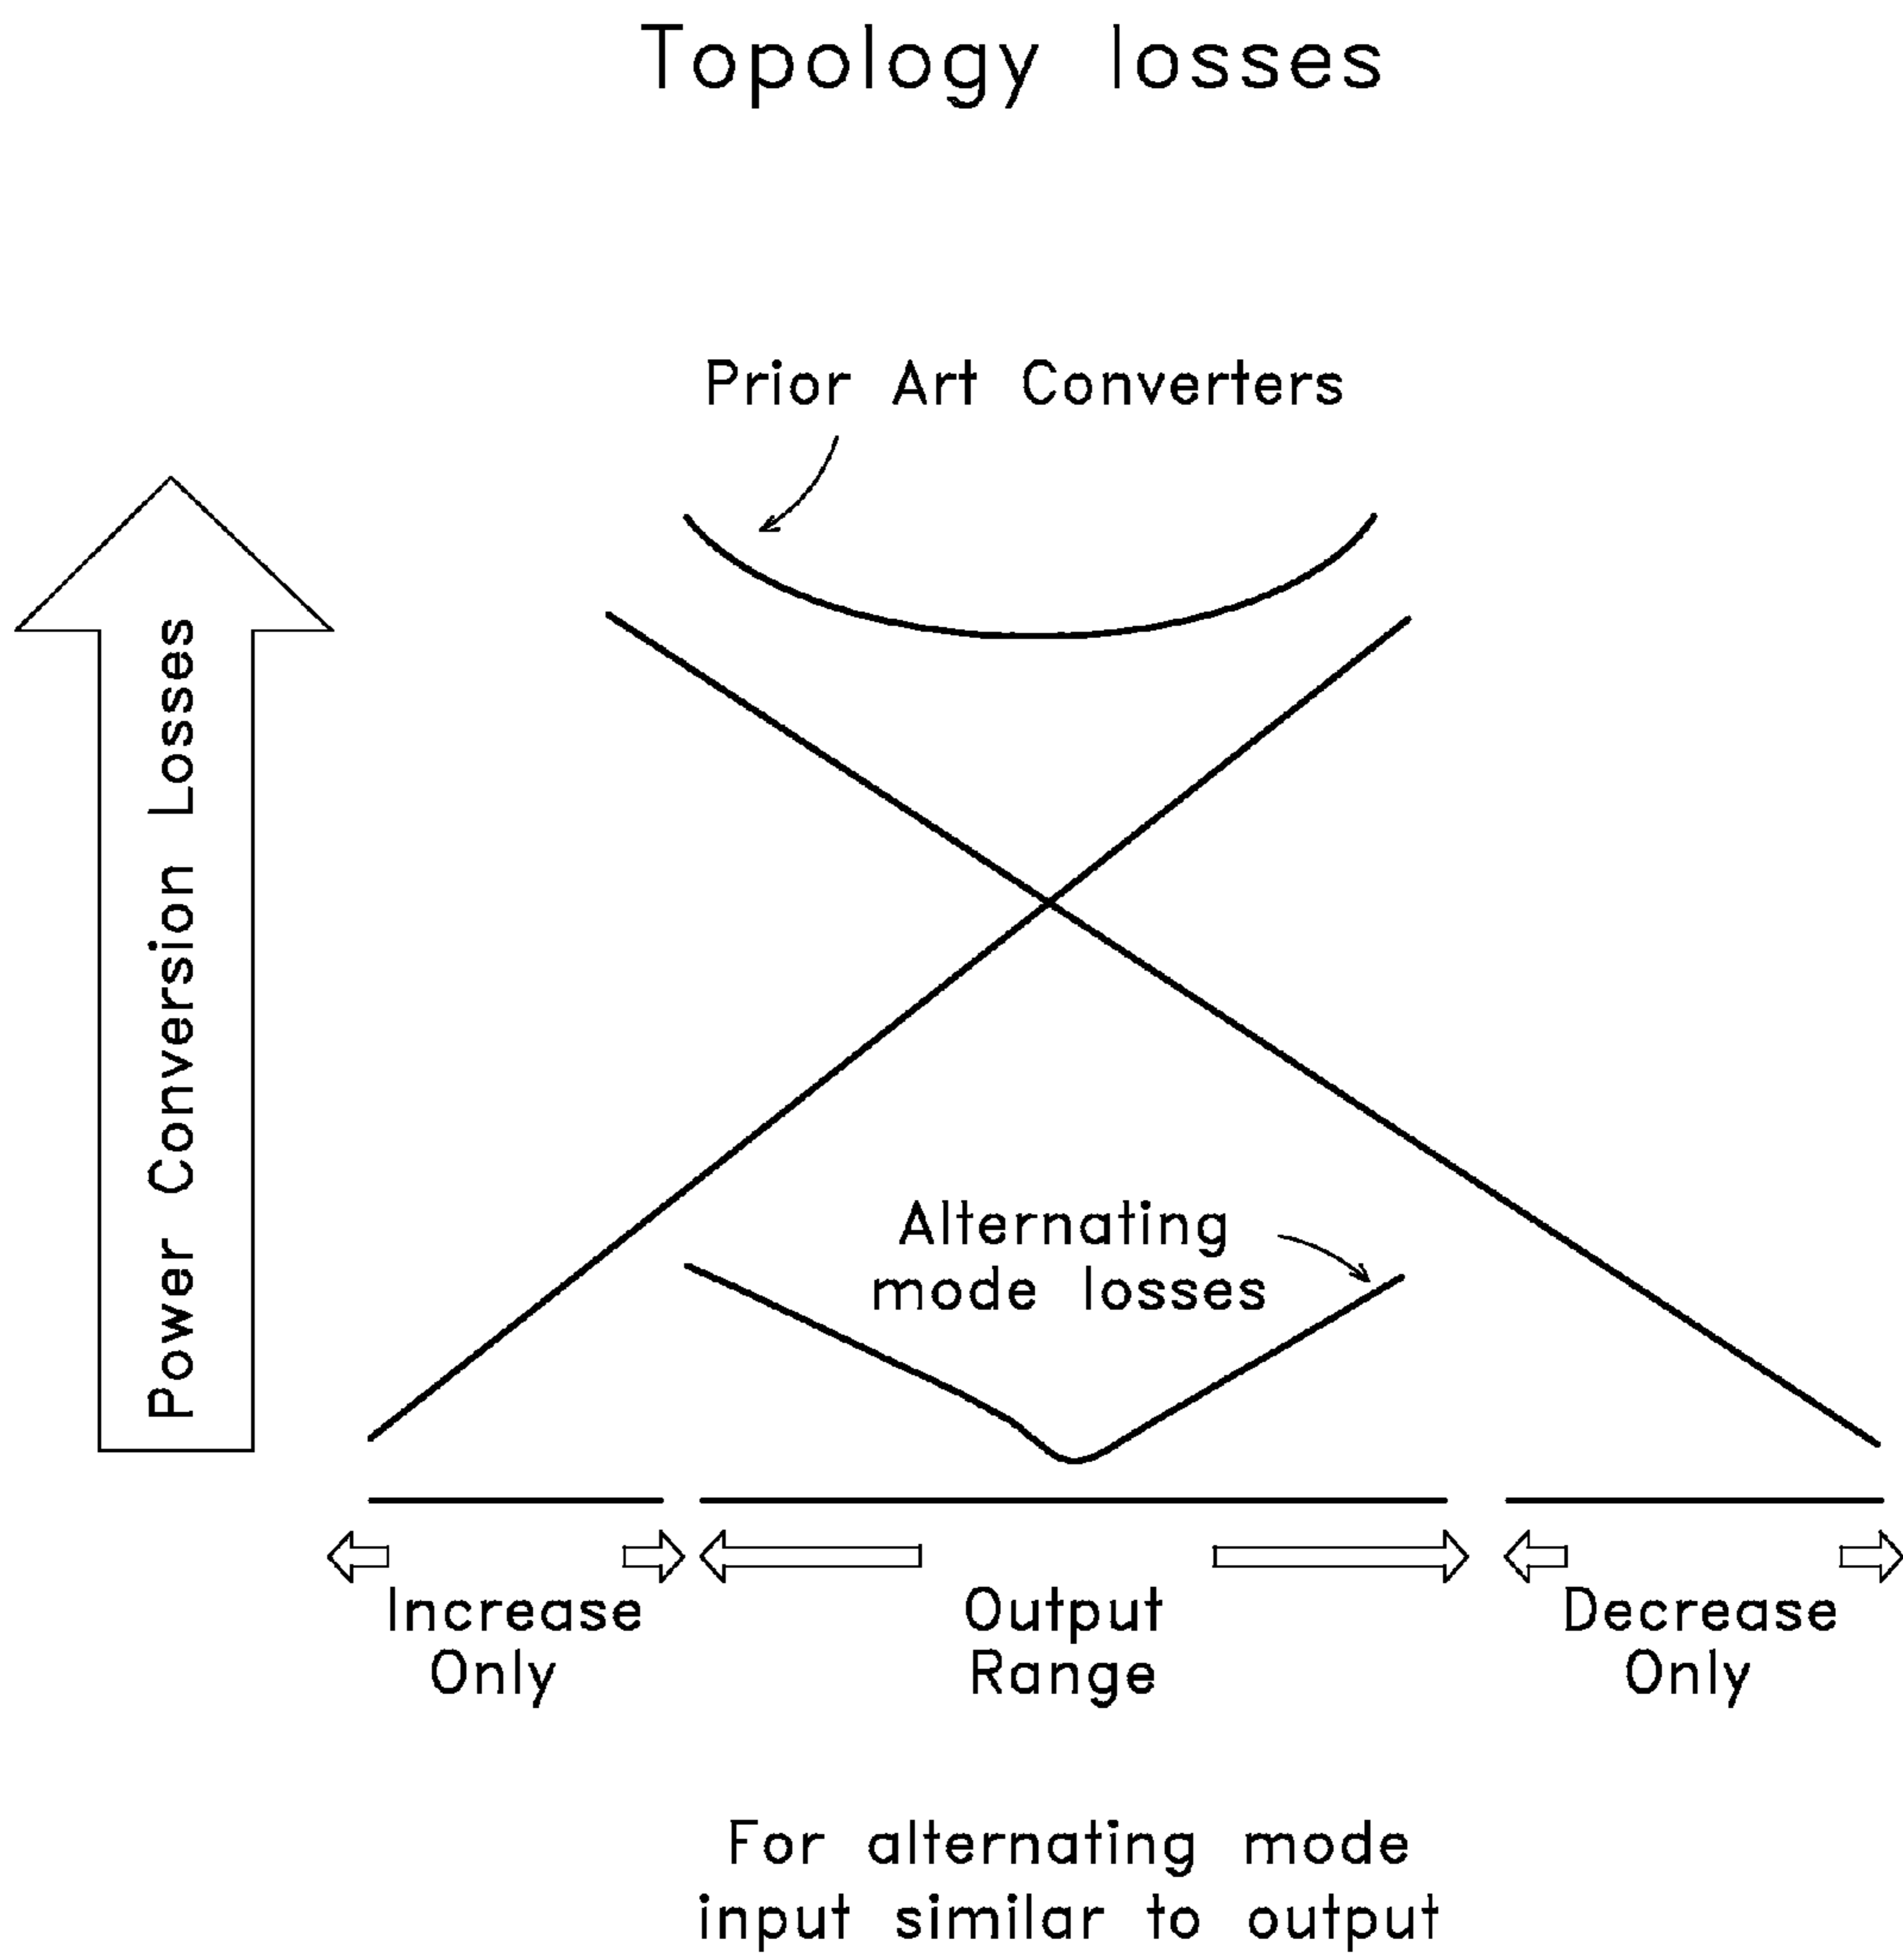 Topology losses
Prior Art Converters
Power Conversion Losses
Alternating
mode losses
Increase
Only
Output
Range
Decrease
Only
For alternating mode
input similar to output